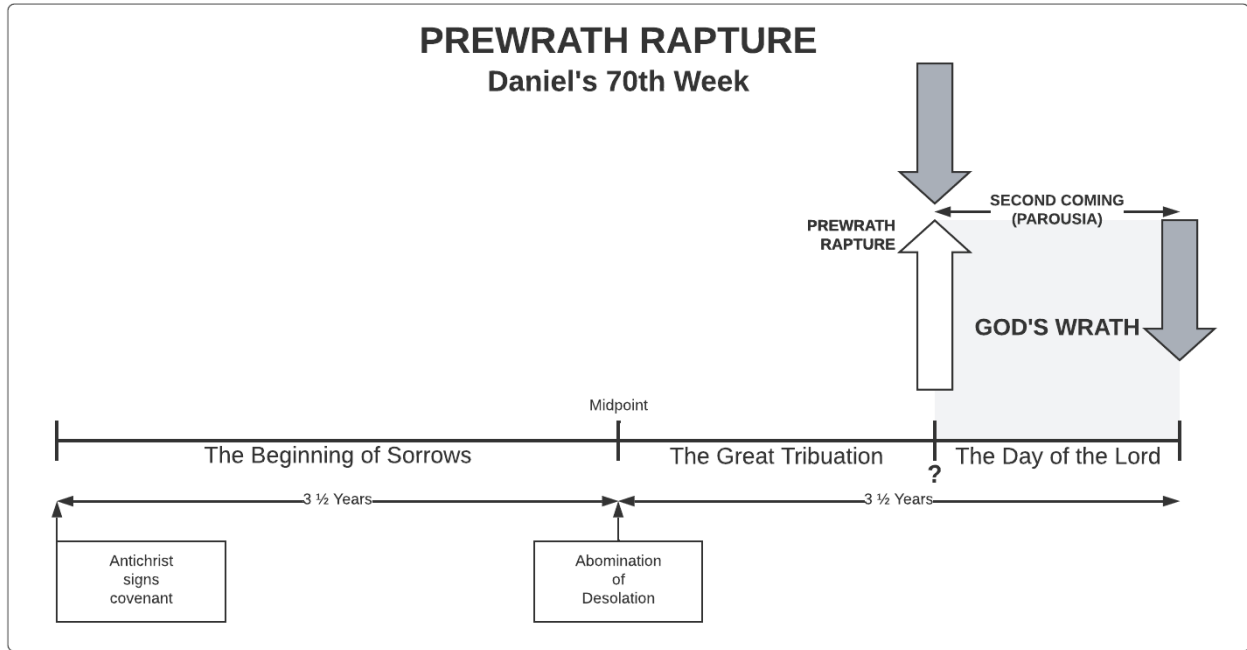 PREWRATH RAPTURE
Daniel's 70th Week
SECOND COMING
(PAROUSIA)
PREWRATH
RAPTURE
GOD'S WRATH
Midpoint
The Beginning of Sorrows
The Great Tribuation
?
The Day of the Lord
3 ½ Years
3 ½ Years
Antichrist
signs
covenant
Abomination
of
Desolation